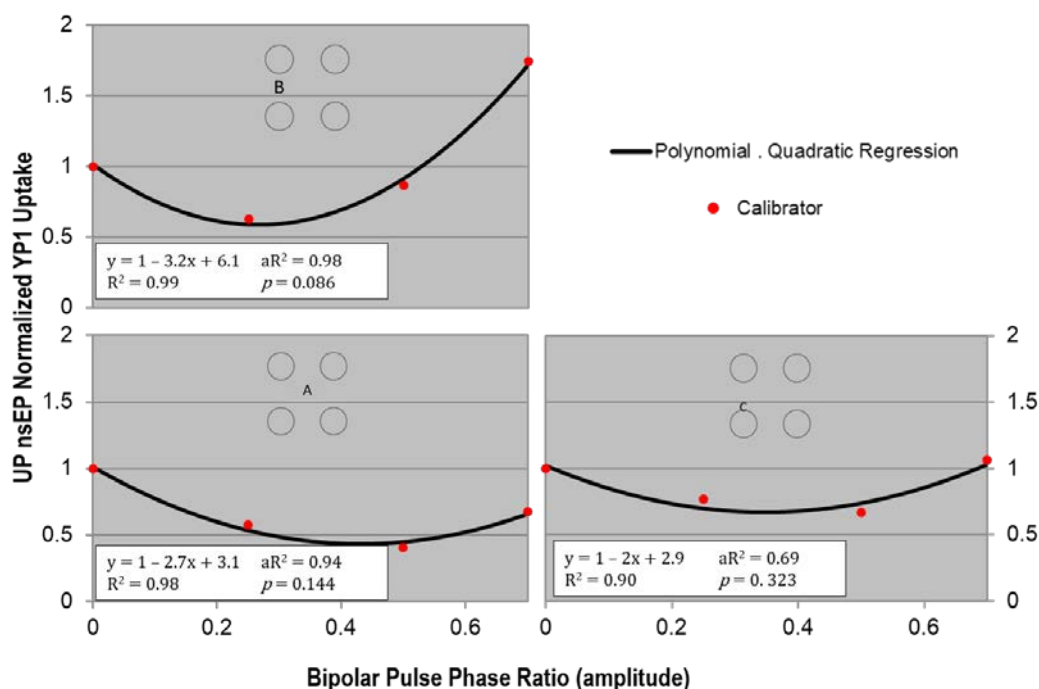 UP nsEP Normalized YP1 Uptake
2
1.5
1
0.5
0
B
y = 1 – 3.2x + 6.1 aR² = 0.98
R² = 0.99 p = 0.086
Polynomial . Quadratic Regression
Calibrator
2
1.5
1
0.5
0
A
y = 1 – 2.7x + 3.1 aR² = 0.94
R² = 0.98 p = 0.144
0 0.2 0.4 0.6
C
y = 1 – 2x + 2.9 aR² = 0.69
R² = 0.90 p = 0.323
2
1.5
1
0.5
0
0 0.2 0.4 0.6
Bipolar Pulse Phase Ratio (amplitude)